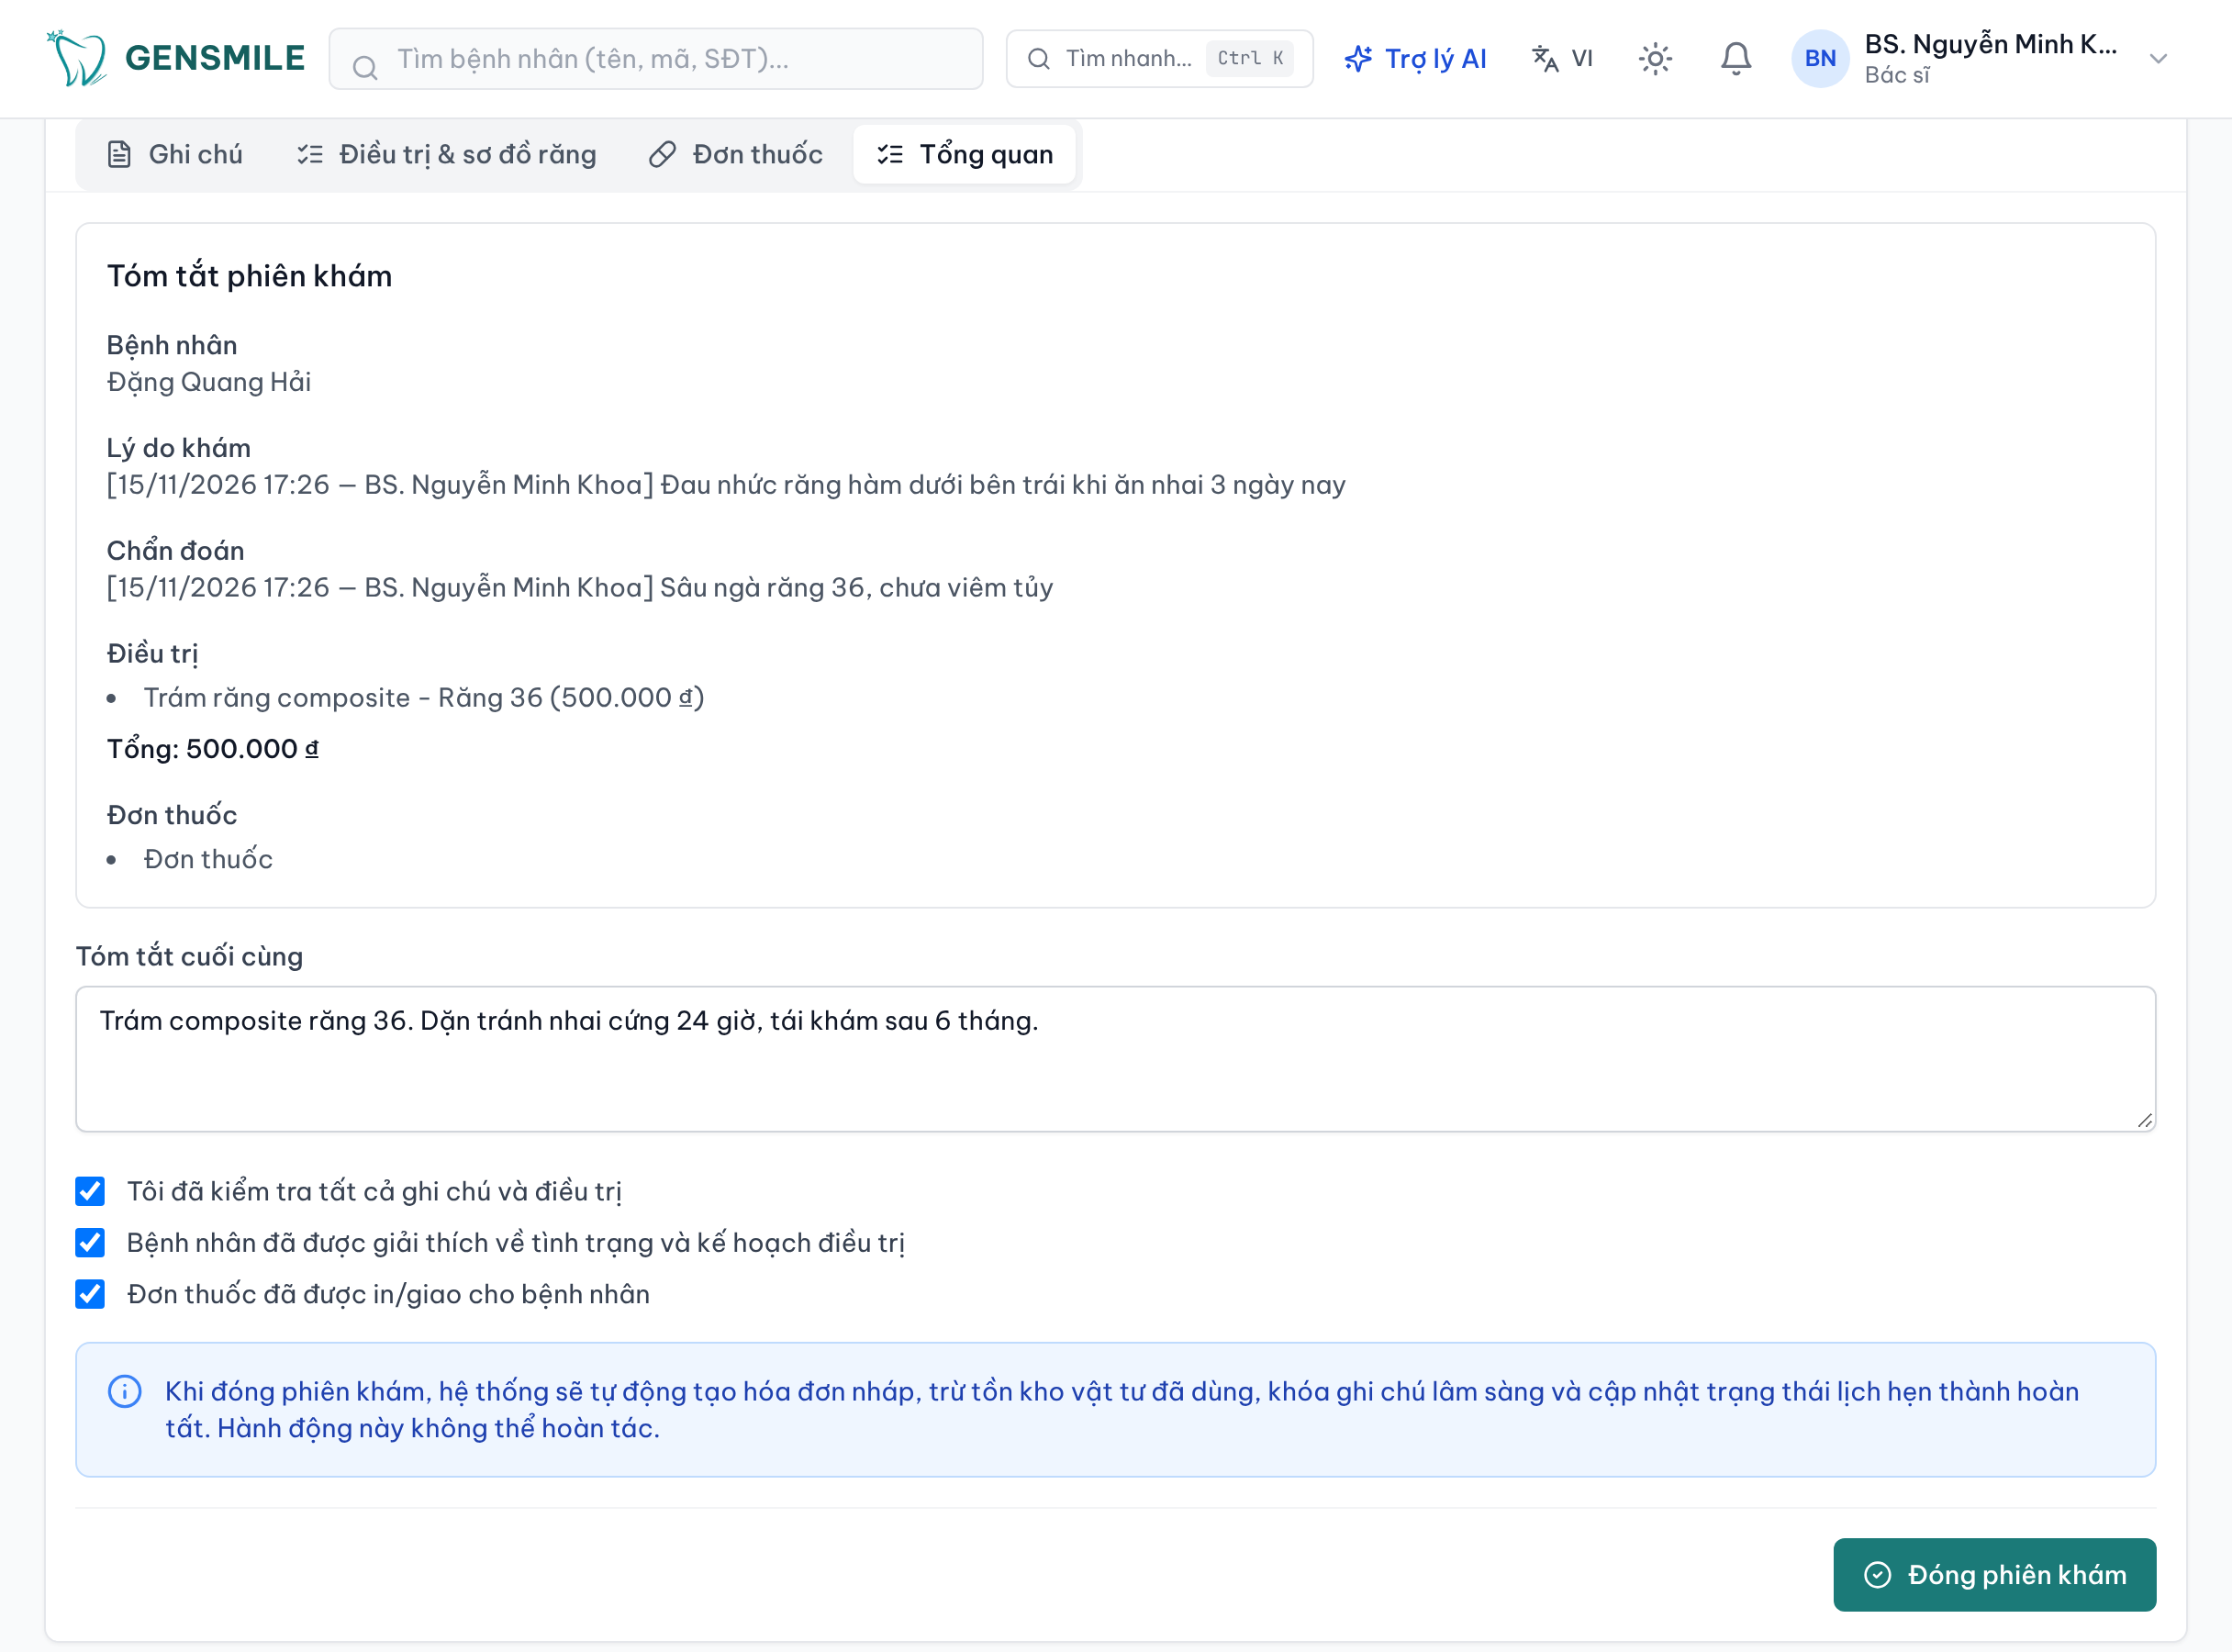 GENSMILE
Tìm bệnh nhân (tên, mã, SĐT)...
Tìm nhanh... Ctrl K
Trợ lý AI
VI
BN
BS. Nguyễn Minh K...
Bác sĩ
Ghi chú
Điều trị & sơ đồ răng
Đơn thuốc
Tổng quan
Tóm tắt phiên khám
Bệnh nhân
Đặng Quang Hải
Lý do khám
[15/11/2026 17:26 — BS. Nguyễn Minh Khoa] Đau nhức răng hàm dưới bên trái khi ăn nhai 3 ngày nay
Chẩn đoán
[15/11/2026 17:26 — BS. Nguyễn Minh Khoa] Sâu ngà răng 36, chưa viêm tủy
Điều trị
• Trám răng composite - Răng 36 (500.000 ₫)
Tổng: 500.000 ₫
Đơn thuốc
• Đơn thuốc
Tóm tắt cuối cùng
Trám composite răng 36. Dặn tránh nhai cứng 24 giờ, tái khám sau 6 tháng.
Tôi đã kiểm tra tất cả ghi chú và điều trị
Bệnh nhân đã được giải thích về tình trạng và kế hoạch điều trị
Đơn thuốc đã được in/giao cho bệnh nhân
Khi đóng phiên khám, hệ thống sẽ tự động tạo hóa đơn nháp, trừ tồn kho vật tư đã dùng, khóa ghi chú lâm sàng và cập nhật trạng thái lịch hẹn thành hoàn
tất. Hành động này không thể hoàn tác.
Đóng phiên khám